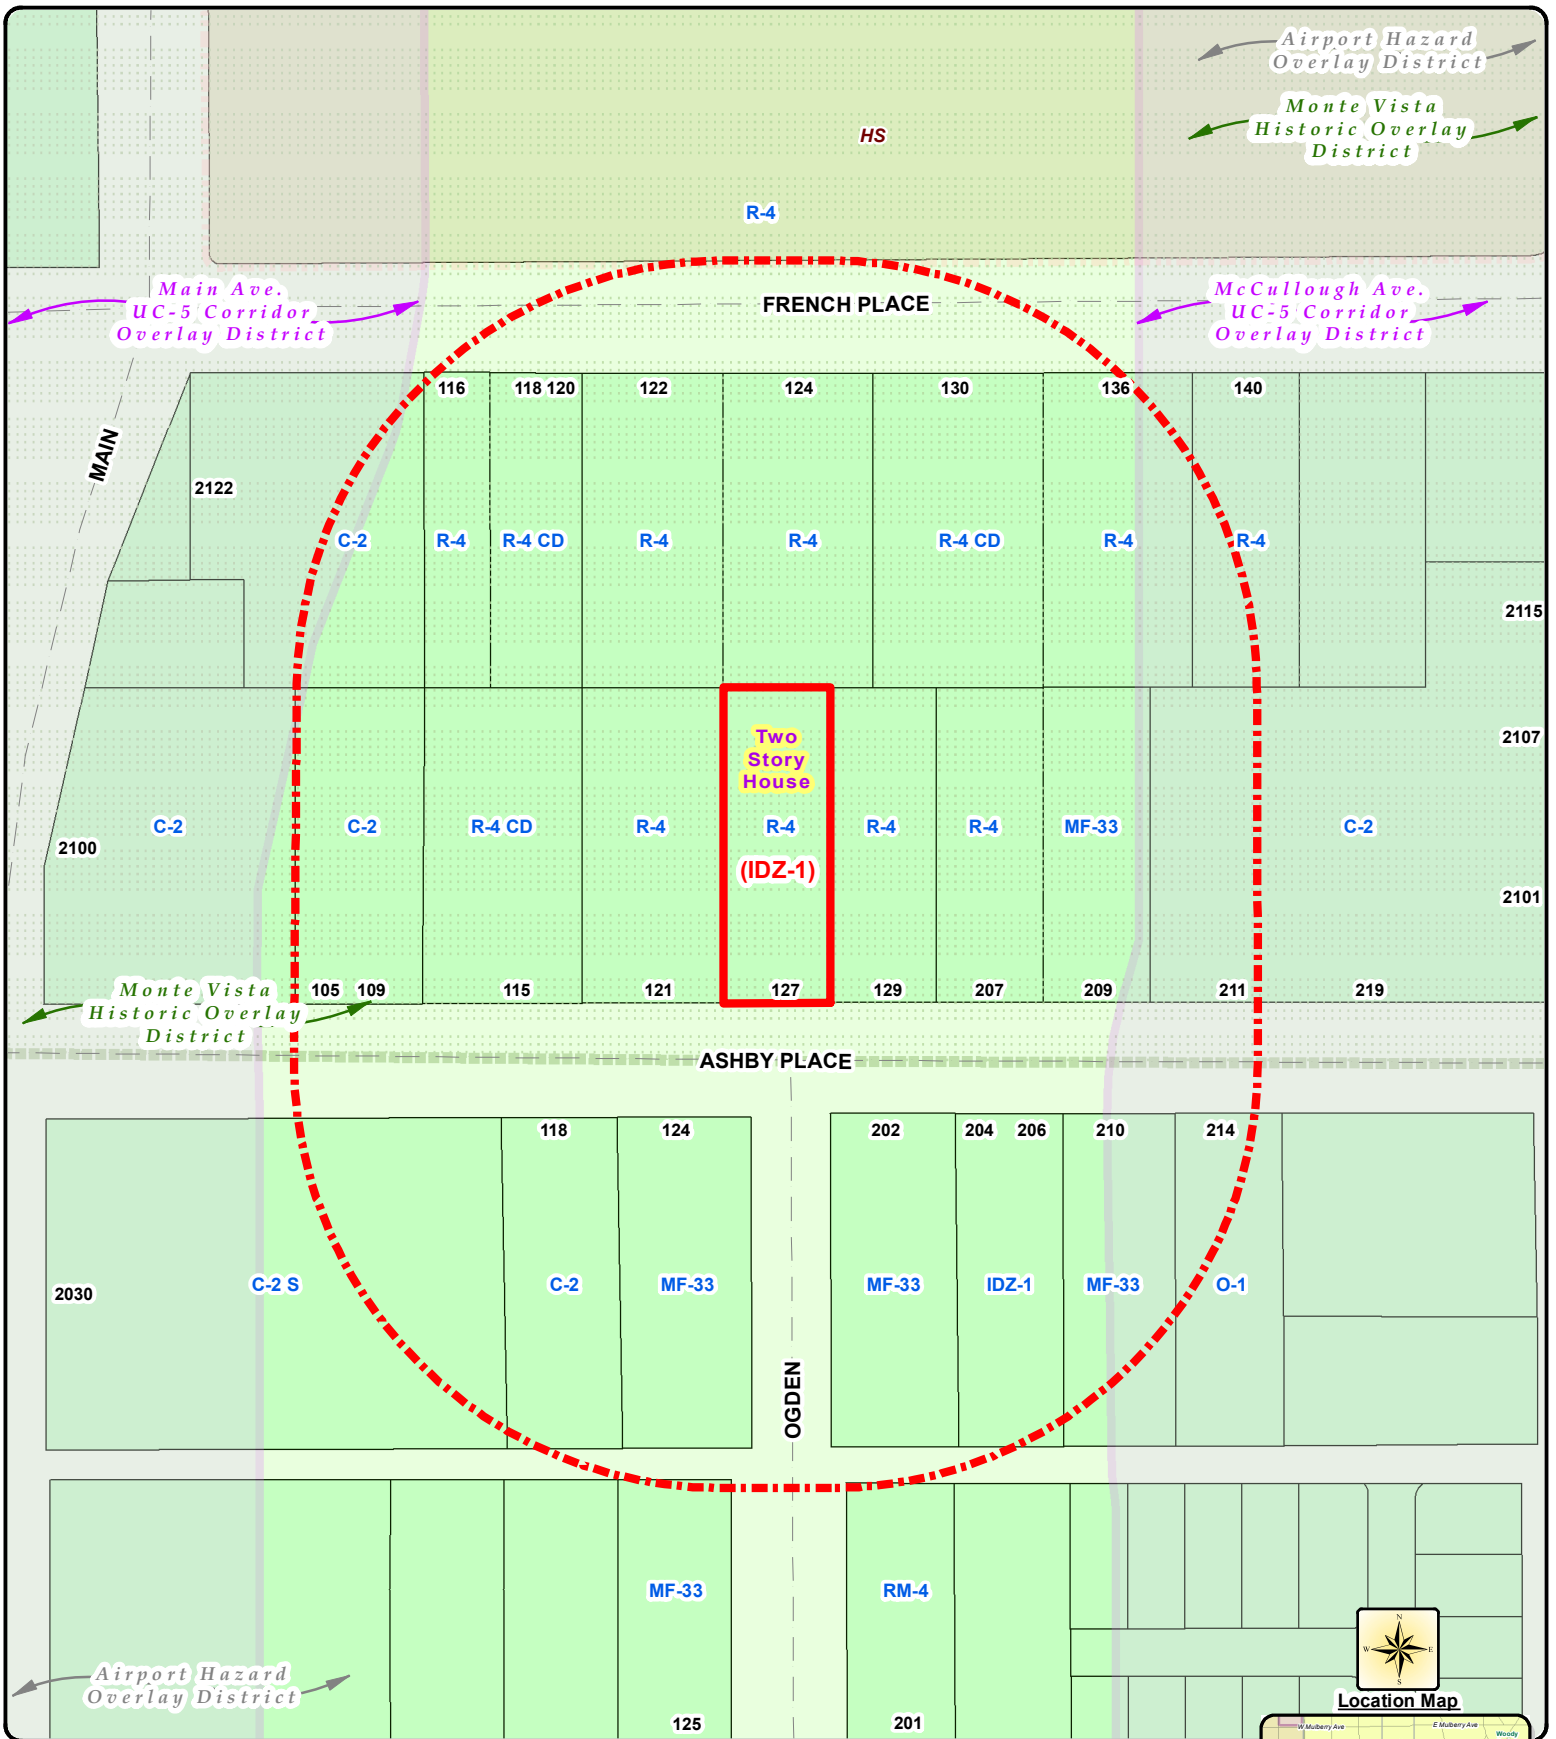 Airport Hazard
Overlay District
Monte Vista
Historic Overlay
District
HS
R-4
Main Ave.
UC-5 Corridor
Overlay District
FRENCH PLACE
McCullough Ave.
UC-5 Corridor
Overlay District
116
118 120
122
124
130
136
140
MAIN
2122
C-2
R-4
R-4 CD
R-4
R-4
R-4 CD
R-4
R-4
2115
Two
Story
House
2107
C-2
C-2
R-4 CD
R-4
R-4
R-4
R-4
MF-33
C-2
2100
(IDZ-1)
2101
105
109
115
121
127
129
207
209
211
219
Monte Vista
Historic Overlay
District
ASHBY PLACE
118
124
202
204
206
210
214
2030
C-2 S
C-2
MF-33
MF-33
IDZ-1
MF-33
O-1
OGDEN
MF-33
RM-4
N
W
E
S
Airport Hazard
Overlay District
Location Map
125
201
W Mulberry Ave
E Mulberry Ave
Woody